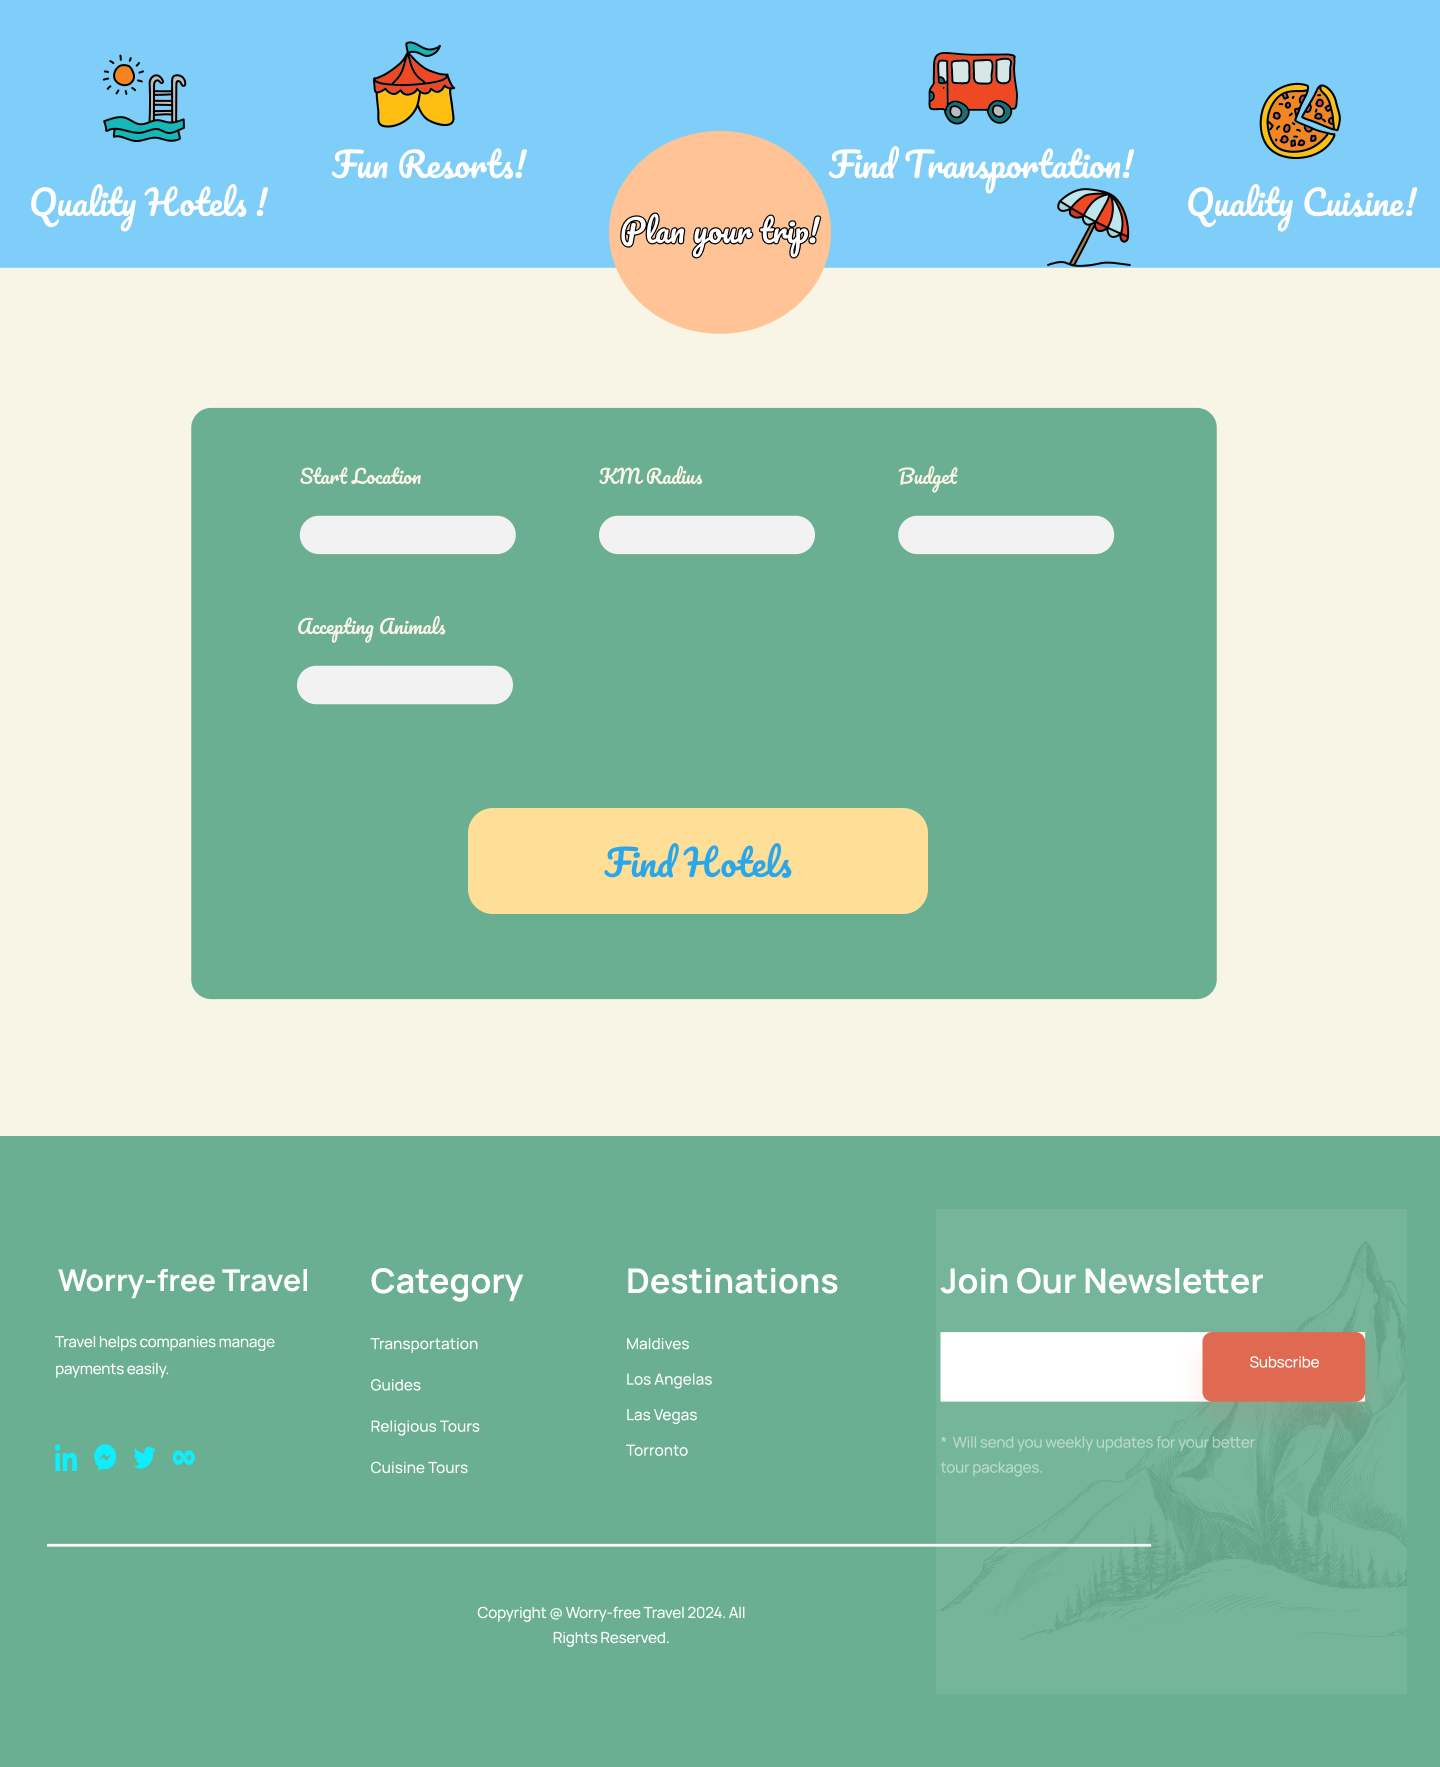 Quality Hotels !
Fun Resorts!
Plan your trip!
Find Transportation!
Quality Cuisine!
Start Location
KM Radius
Budget
Accepting Animals
Find Hotels
Worry-free Travel
Travel helps companies manage
payments easily.
Category
Transportation
Guides
Religious Tours
Cuisine Tours
Destinations
Maldives
Los Angelas
Las Vegas
Torronto
Join Our Newsletter
Subscribe
* Will send you weekly updates for your better
tour packages.
Copyright @ Worry-free Travel 2024. All
Rights Reserved.